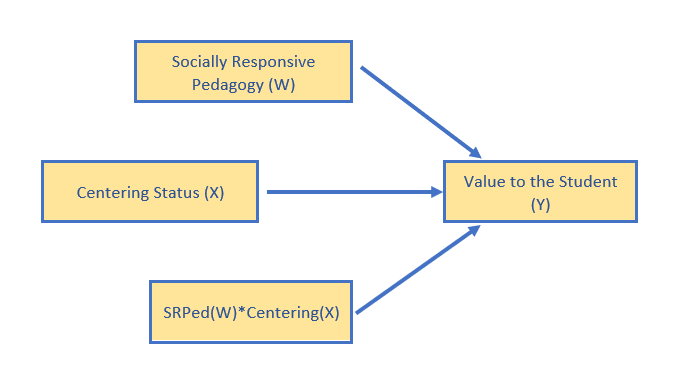 Socially Responsive
Pedagogy (W)
Centering Status (X)
Value to the Student
(Y)
SRPed(W)*Centering(X)